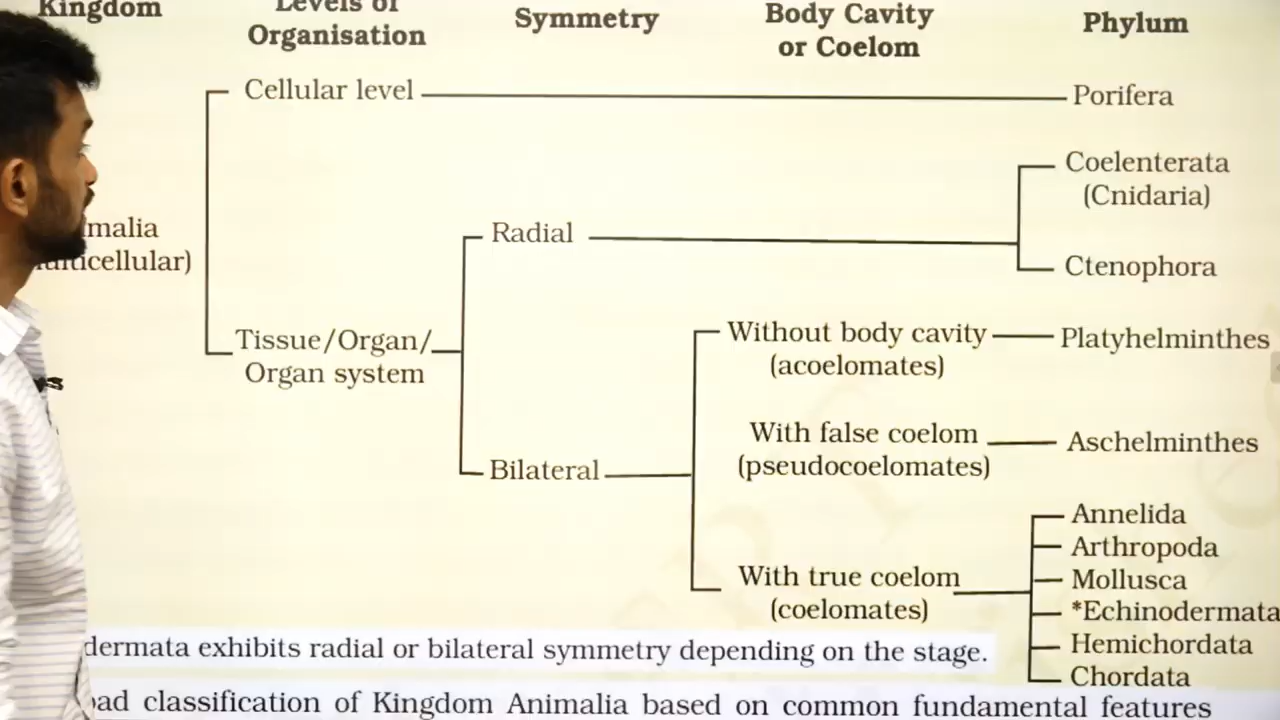 Kingdom
Levels of
Organisation
Symmetry
Body Cavity
or Coelom
Phylum
Cellular level
Porifera
Coelenterata
(Cnidaria)
Radial
Ctenophora
Tissue/Organ/
Organ system
Without body cavity
(acoelomates)
Platyhelminthes
With false coelom
(pseudocoelomates)
Aschelminthes
Bilateral
With true coelom
(coelomates)
Annelida
Arthropoda
Mollusca
*Echinodermata
Hemichordata
Chordata
exhibits radial or bilateral symmetry depending on the stage.
classification of Kingdom Animalia based on common fundamental features